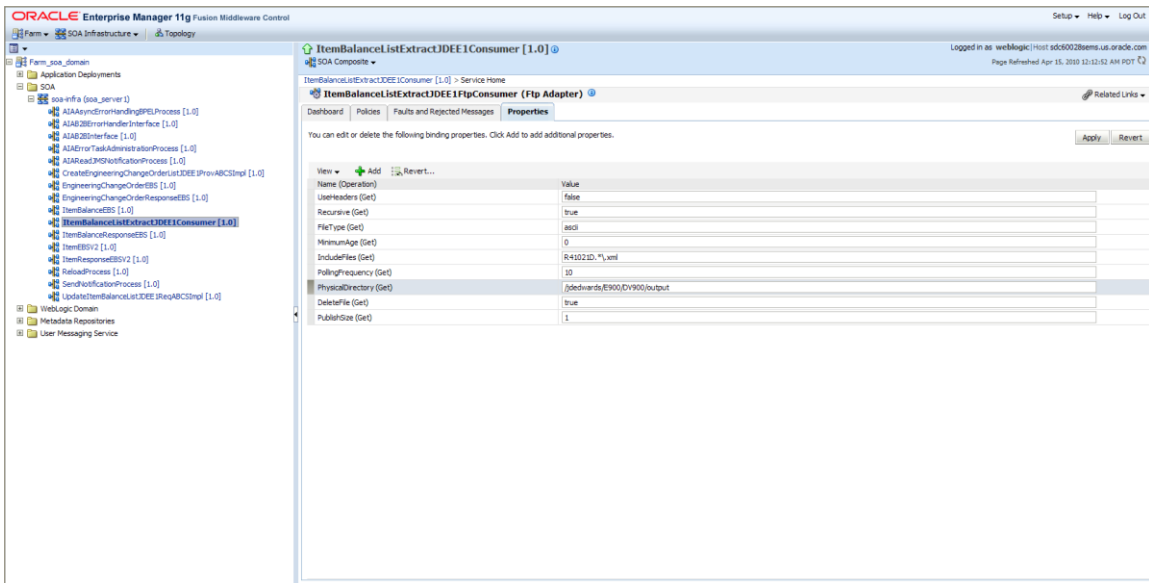 ORACLE Enterprise Manager 11g Fusion Middleware Control
Setup Help Log Out
Farm SOA Infrastructure Topology
Farm_soa_domain
Application Deployments
SOA
soa-infra (soa_server1)
AIAAsyncErrorHandlingBPELProcess [1.0]
AIAB2BErrorHandlerInterface [1.0]
AIAB2BInterface [1.0]
AIAErrorTaskAdministrationProcess [1.0]
AIAReadJMSNotificationProcess [1.0]
CreateEngineeringChangeOrderListJDEE1ProvABCSImpl [1.0]
EngineeringChangeOrderEBS [1.0]
EngineeringChangeOrderResponseEBS [1.0]
ItemBalanceEBS [1.0]
ItemBalanceListExtractJDEE1Consumer [1.0]
ItemBalanceResponseEBS [1.0]
ItemEBSV2 [1.0]
ItemResponseEBSV2 [1.0]
ReloadProcess [1.0]
SendNotificationProcess [1.0]
UpdateItemBalanceListJDEE1ReqABCSImpl [1.0]
WebLogic Domain
Metadata Repositories
User Messaging Service
ItemBalanceListExtractJDEE1Consumer [1.0]
SOA Composite
Logged in as weblogic|Host sdc60028sems.us.oracle.com
Page Refreshed Apr 15, 2010 12:12:52 AM PDT
ItemBalanceListExtractJDEE1Consumer [1.0] > Service Home
ItemBalanceListExtractJDEE1FtpConsumer (Ftp Adapter)
Related Links
Dashboard Policies Faults and Rejected Messages Properties
You can edit or delete the following binding properties. Click Add to add additional properties.
Apply Revert
View Add Revert...
Name (Operation) Value
UseHeaders (Get) false
Recursive (Get) true
FileType (Get) ascii
MinimumAge (Get) 0
IncludeFiles (Get) R41021D.*\.xml
PollingFrequency (Get) 10
PhysicalDirectory (Get) /jdedwards/E900/DV900/output
DeleteFile (Get) true
PublishSize (Get) 1